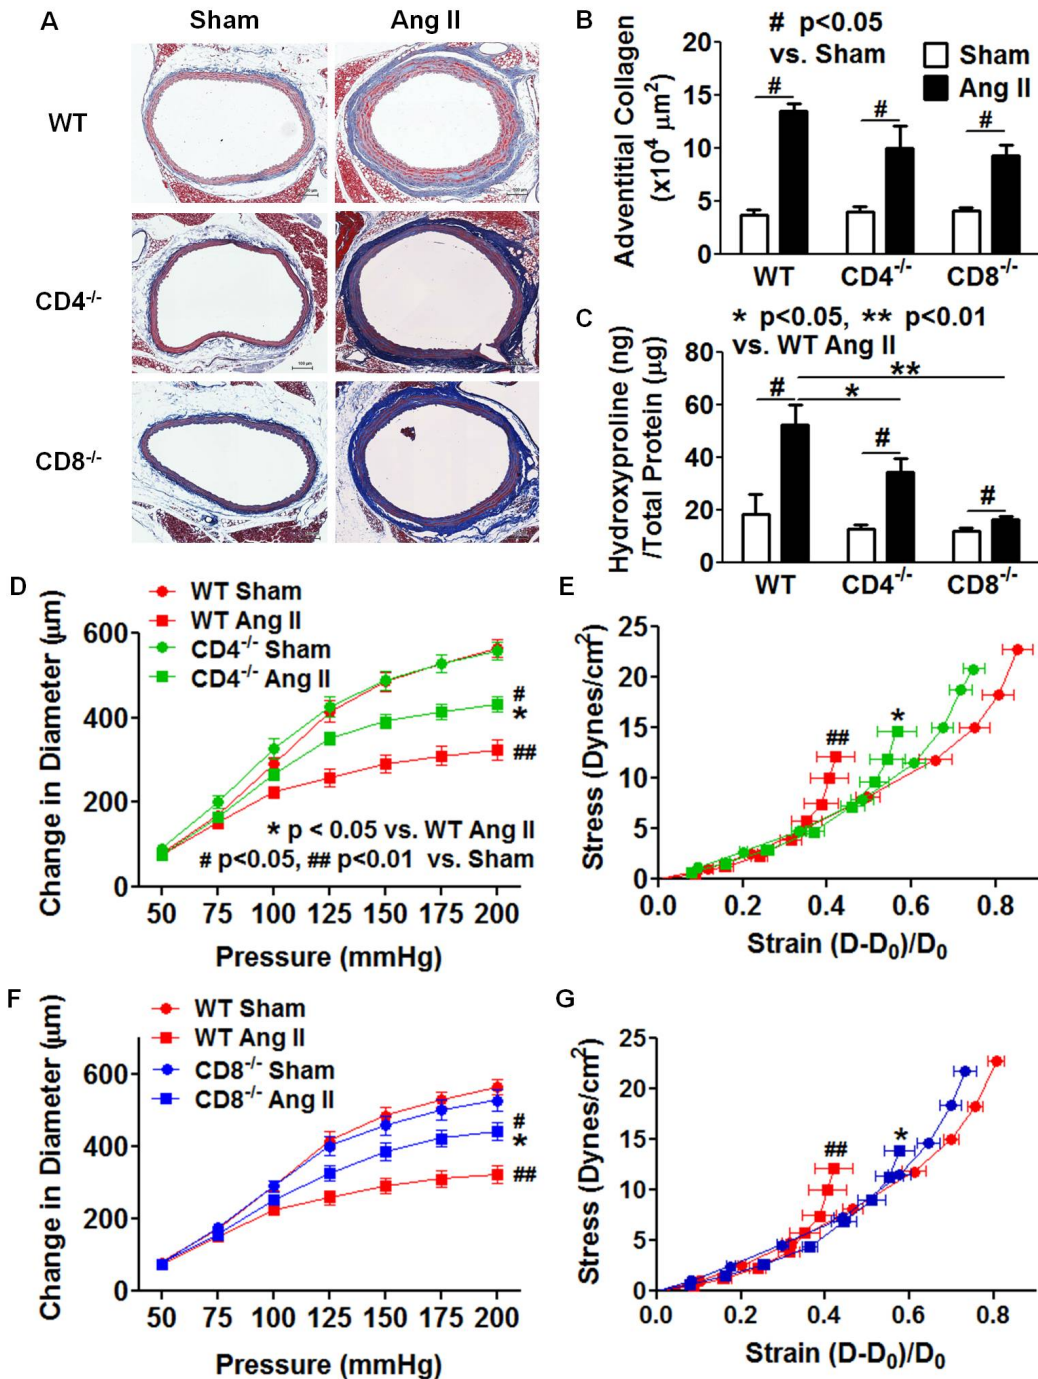 A
Sham
Ang II
WT
CD4-/-
CD8-/-
B
# p<0.05
vs. Sham
Sham
Ang II
Adventitial Collagen
(x10⁴ μm²)
20
15
10
5
0
#
#
#
WT
CD4-/-
CD8-/-
C
* p<0.05, ** p<0.01
vs. WT Ang II
Hydroxyproline (ng)
/Total Protein (μg)
80
60
40
20
0
#
*
**
#
#
WT
CD4-/-
CD8-/-
D
WT Sham
WT Ang II
CD4-/- Sham
CD4-/- Ang II
Change in Diameter (μm)
600
400
200
0
#
*
##
* p < 0.05 vs. WT Ang II
# p<0.05, ## p<0.01 vs. Sham
50 75 100 125 150 175 200
Pressure (mmHg)
E
Stress (Dynes/cm²)
25
20
15
10
5
0
##
*
0.0 0.2 0.4 0.6 0.8
Strain (D-D₀)/D₀
F
WT Sham
WT Ang II
CD8-/- Sham
CD8-/- Ang II
Change in Diameter (μm)
600
400
200
0
#
*
##
50 75 100 125 150 175 200
Pressure (mmHg)
G
Stress (Dynes/cm²)
25
20
15
10
5
0
##
*
0.0 0.2 0.4 0.6 0.8
Strain (D-D₀)/D₀